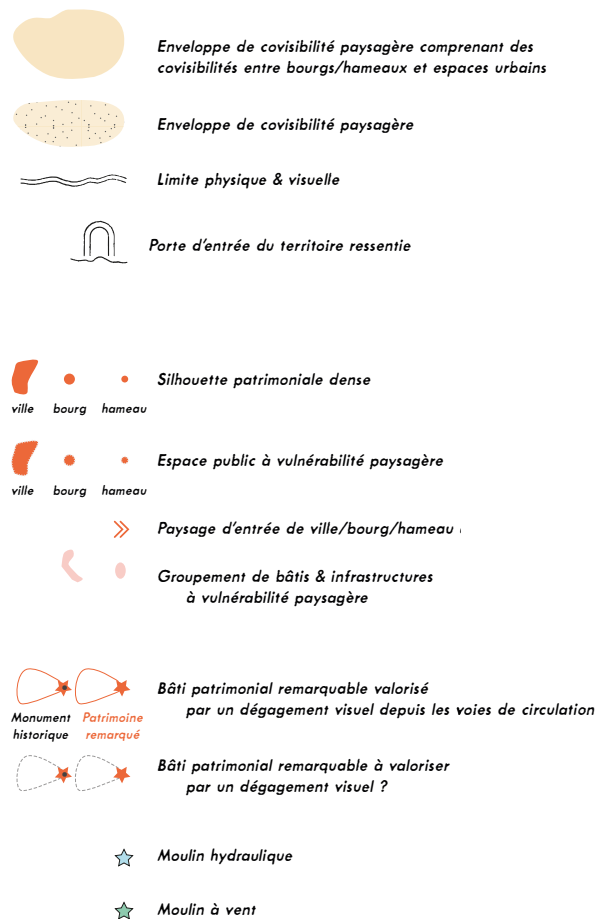 Enveloppe de covisibilité paysagère comprenant des
covisibilités entre bourgs/hameaux et espaces urbains
Enveloppe de covisibilité paysagère
Limite physique & visuelle
Porte d'entrée du territoire ressentie
Silhouette patrimoniale dense
ville bourg hameau
Espace public à vulnérabilité paysagère
ville bourg hameau
Paysage d'entrée de ville/bourg/hameau
Groupement de bâtis & infrastructures
à vulnérabilité paysagère
Bâti patrimonial remarquable valorisé
par un dégagement visuel depuis les voies de circulation
Monument Patrimoine
historique remarqué
Bâti patrimonial remarquable à valoriser
par un dégagement visuel ?
Moulin hydraulique
Moulin à vent